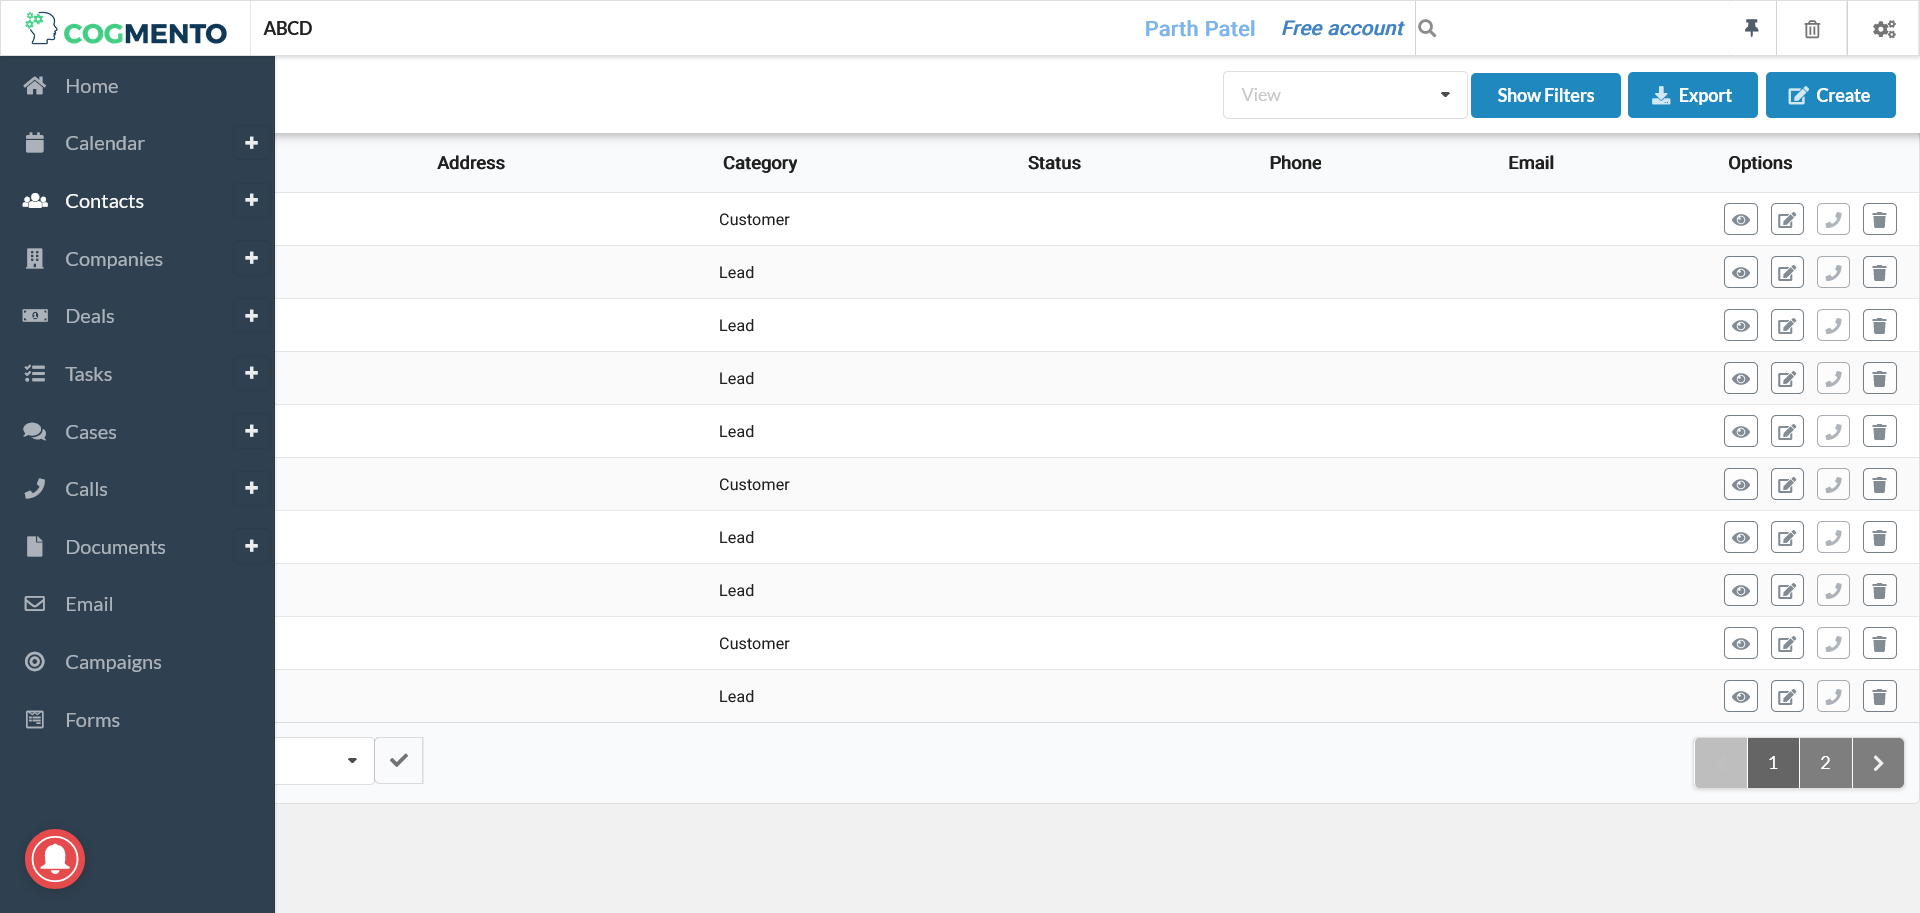 COGMENTO
ABCD
Parth Patel
Free account
Home
Calendar
Contacts
Companies
Deals
Tasks
Cases
Calls
Documents
Email
Campaigns
Forms
View
Show Filters
Export
Create
Address Category Status Phone Email Options
Customer
Lead
Lead
Lead
Lead
Customer
Lead
Lead
Customer
Lead
1
2